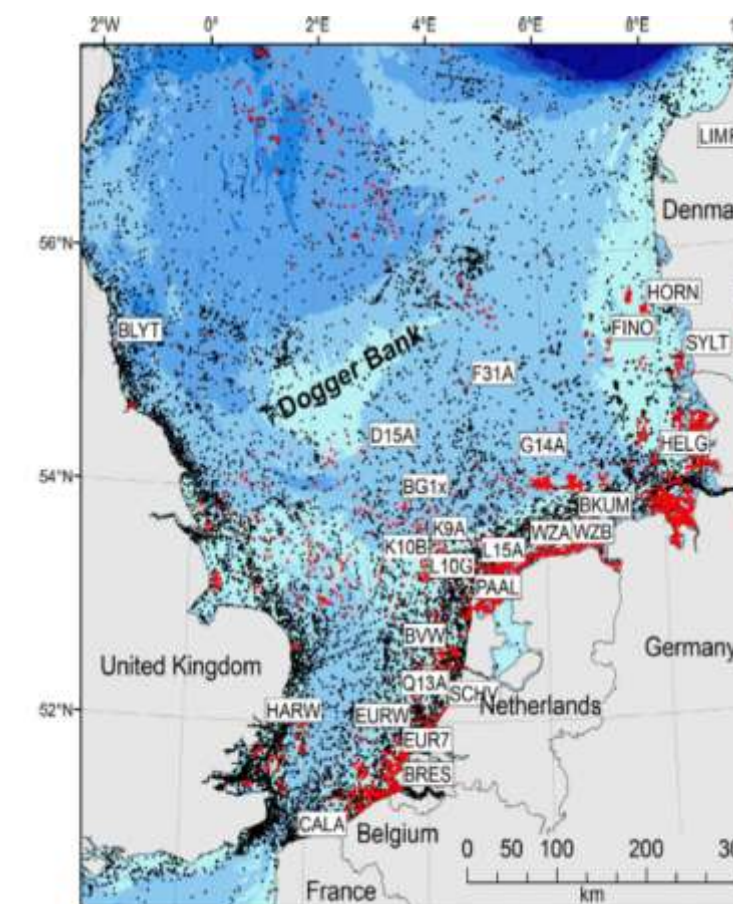 2°W 0° 2°E 4°E 6°E 8°E
LIM
Denma
56°N
HORN
BLYT
FINO
SYLT
Dogger Bank
F31A
D15A
G14A
HELG
54°N
BG1x
BKUM
K9A
WZA WZB
K10B
L15A
L10G
PAAL
BVW
Germany
United Kingdom
Q13A
SCHV
52°N
HARW
EURW
Netherlands
EUR7
BRES
CALA
Belgium
0 50 100 200 30
France
km